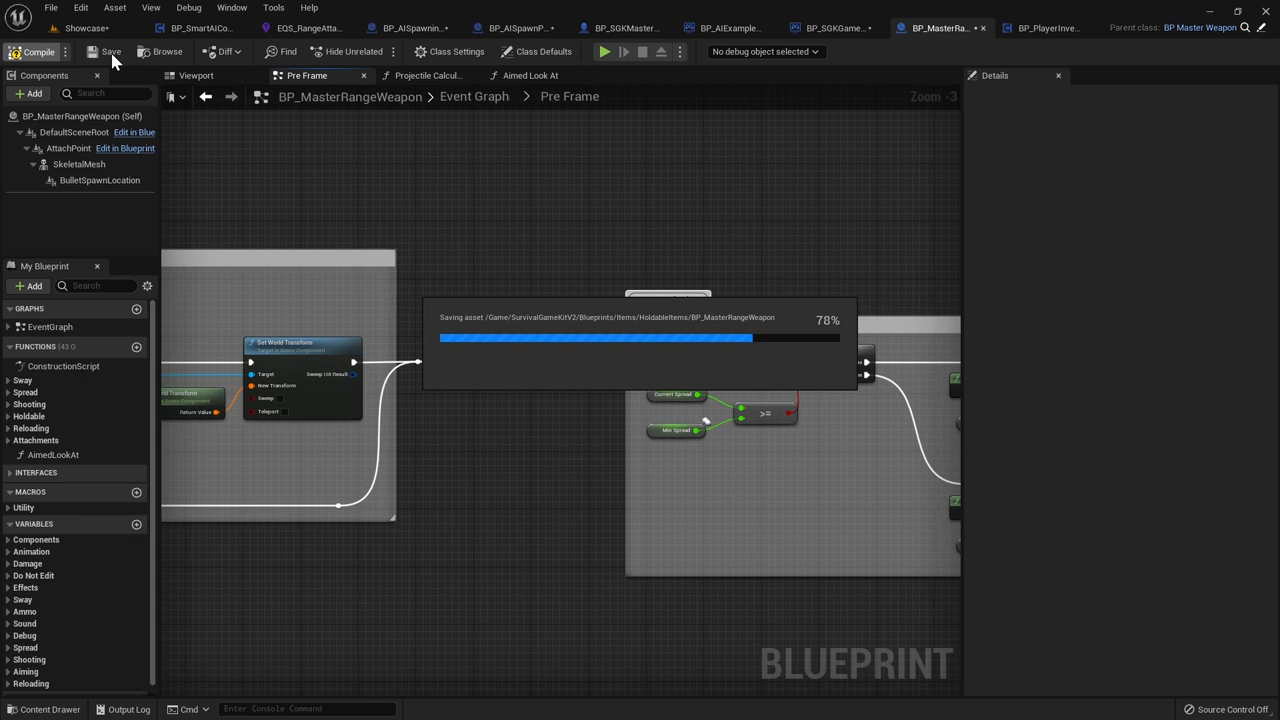 File Edit Asset View Debug Window Tools Help
Showcase•
BP_SmartAICo...
EQS_RangeAtta...
BP_AISpawnin... •
BP_AISpawnP... •
BP_SGKMaster...
BP_AIExample...
BP_SGKGame... •
BP_MasterRa... •
BP_PlayerInve...
Parent class: BP Master Weapon
Compile
Save
Browse
Diff
Find
Hide Unrelated
Class Settings
Class Defaults
No debug object selected
Components
Viewport
Pre Frame
Projectile Calcul...
Aimed Look At
Details
Add
Search
BP_MasterRangeWeapon > Event Graph > Pre Frame
Zoom -3
BP_MasterRangeWeapon (Self)
DefaultSceneRoot Edit in Blue
AttachPoint Edit in Blueprint
SkeletalMesh
BulletSpawnLocation
My Blueprint
Add
Search
GRAPHS
EventGraph
FUNCTIONS (43 O
ConstructionScript
Sway
Spread
Shooting
Holdable
Reloading
Attachments
AimedLookAt
INTERFACES
MACROS
Utility
VARIABLES
Components
Animation
Damage
Do Not Edit
Effects
Sway
Ammo
Sound
Debug
Spread
Shooting
Aiming
Reloading
Set World Transform
Target is Scene Component
Target
Sweep Hit Result
New Transform
Sweep
Teleport
Return Value
Saving asset /Game/SurvivalGameKitV2/Blueprints/Items/HoldableItems/BP_MasterRangeWeapon
78%
Current Spread
>=
Min Spread
BLUEPRINT
Content Drawer
Output Log
Cmd
Enter Console Command
Source Control Off